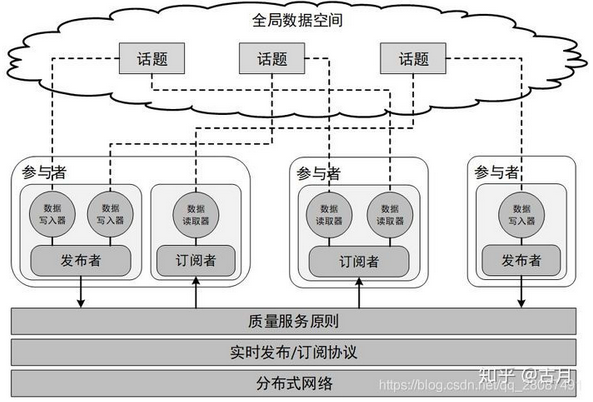 全局数据空间
话题
话题
话题
参与者
参与者
参与者
数据
写入器
数据
写入器
数据
读取器
数据
读取器
数据
读取器
数据
写入器
发布者
订阅者
订阅者
发布者
质量服务原则
实时发布/订阅协议
分布式网络
知乎 @古月
https://blog.csdn.net/qq_28087491